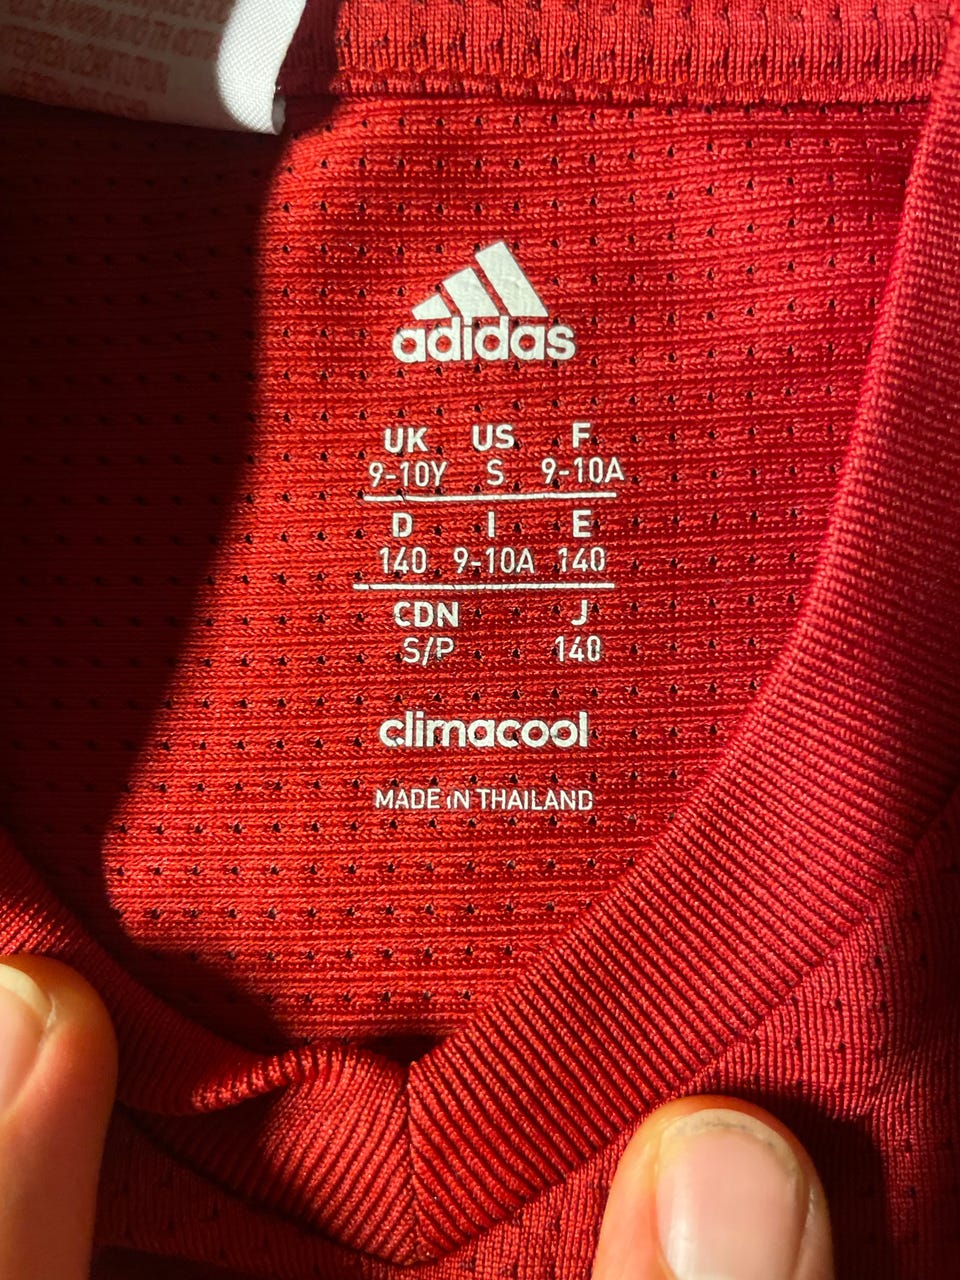 adidas
UK US F
9-10Y S 9-10A
D I E
140 9-10A 140
CDN J
S/P 140
climacool
MADE IN THAILAND